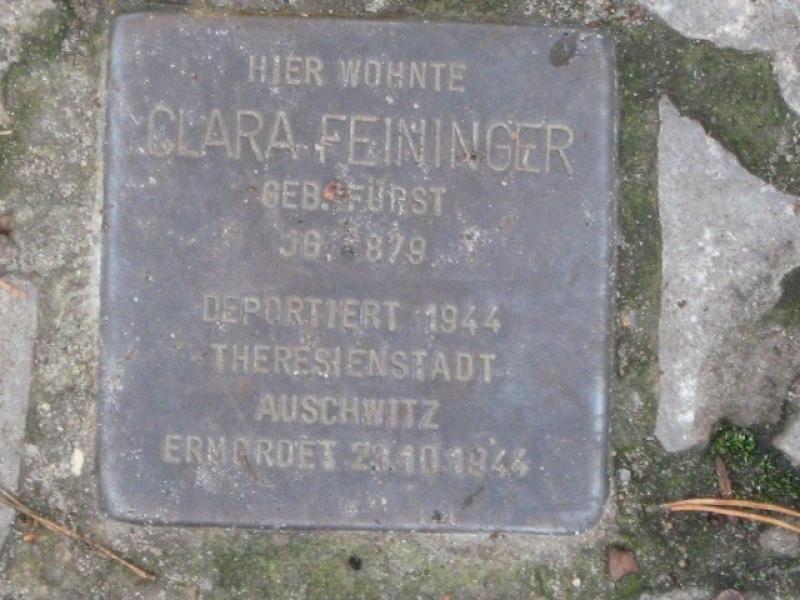 HIER WOHNTE
CLARA FEININGER
GEB. FÜRST
JG. 1879
DEPORTIERT 1944
THERESIENSTADT
AUSCHWITZ
ERMORDET 23.10.1944